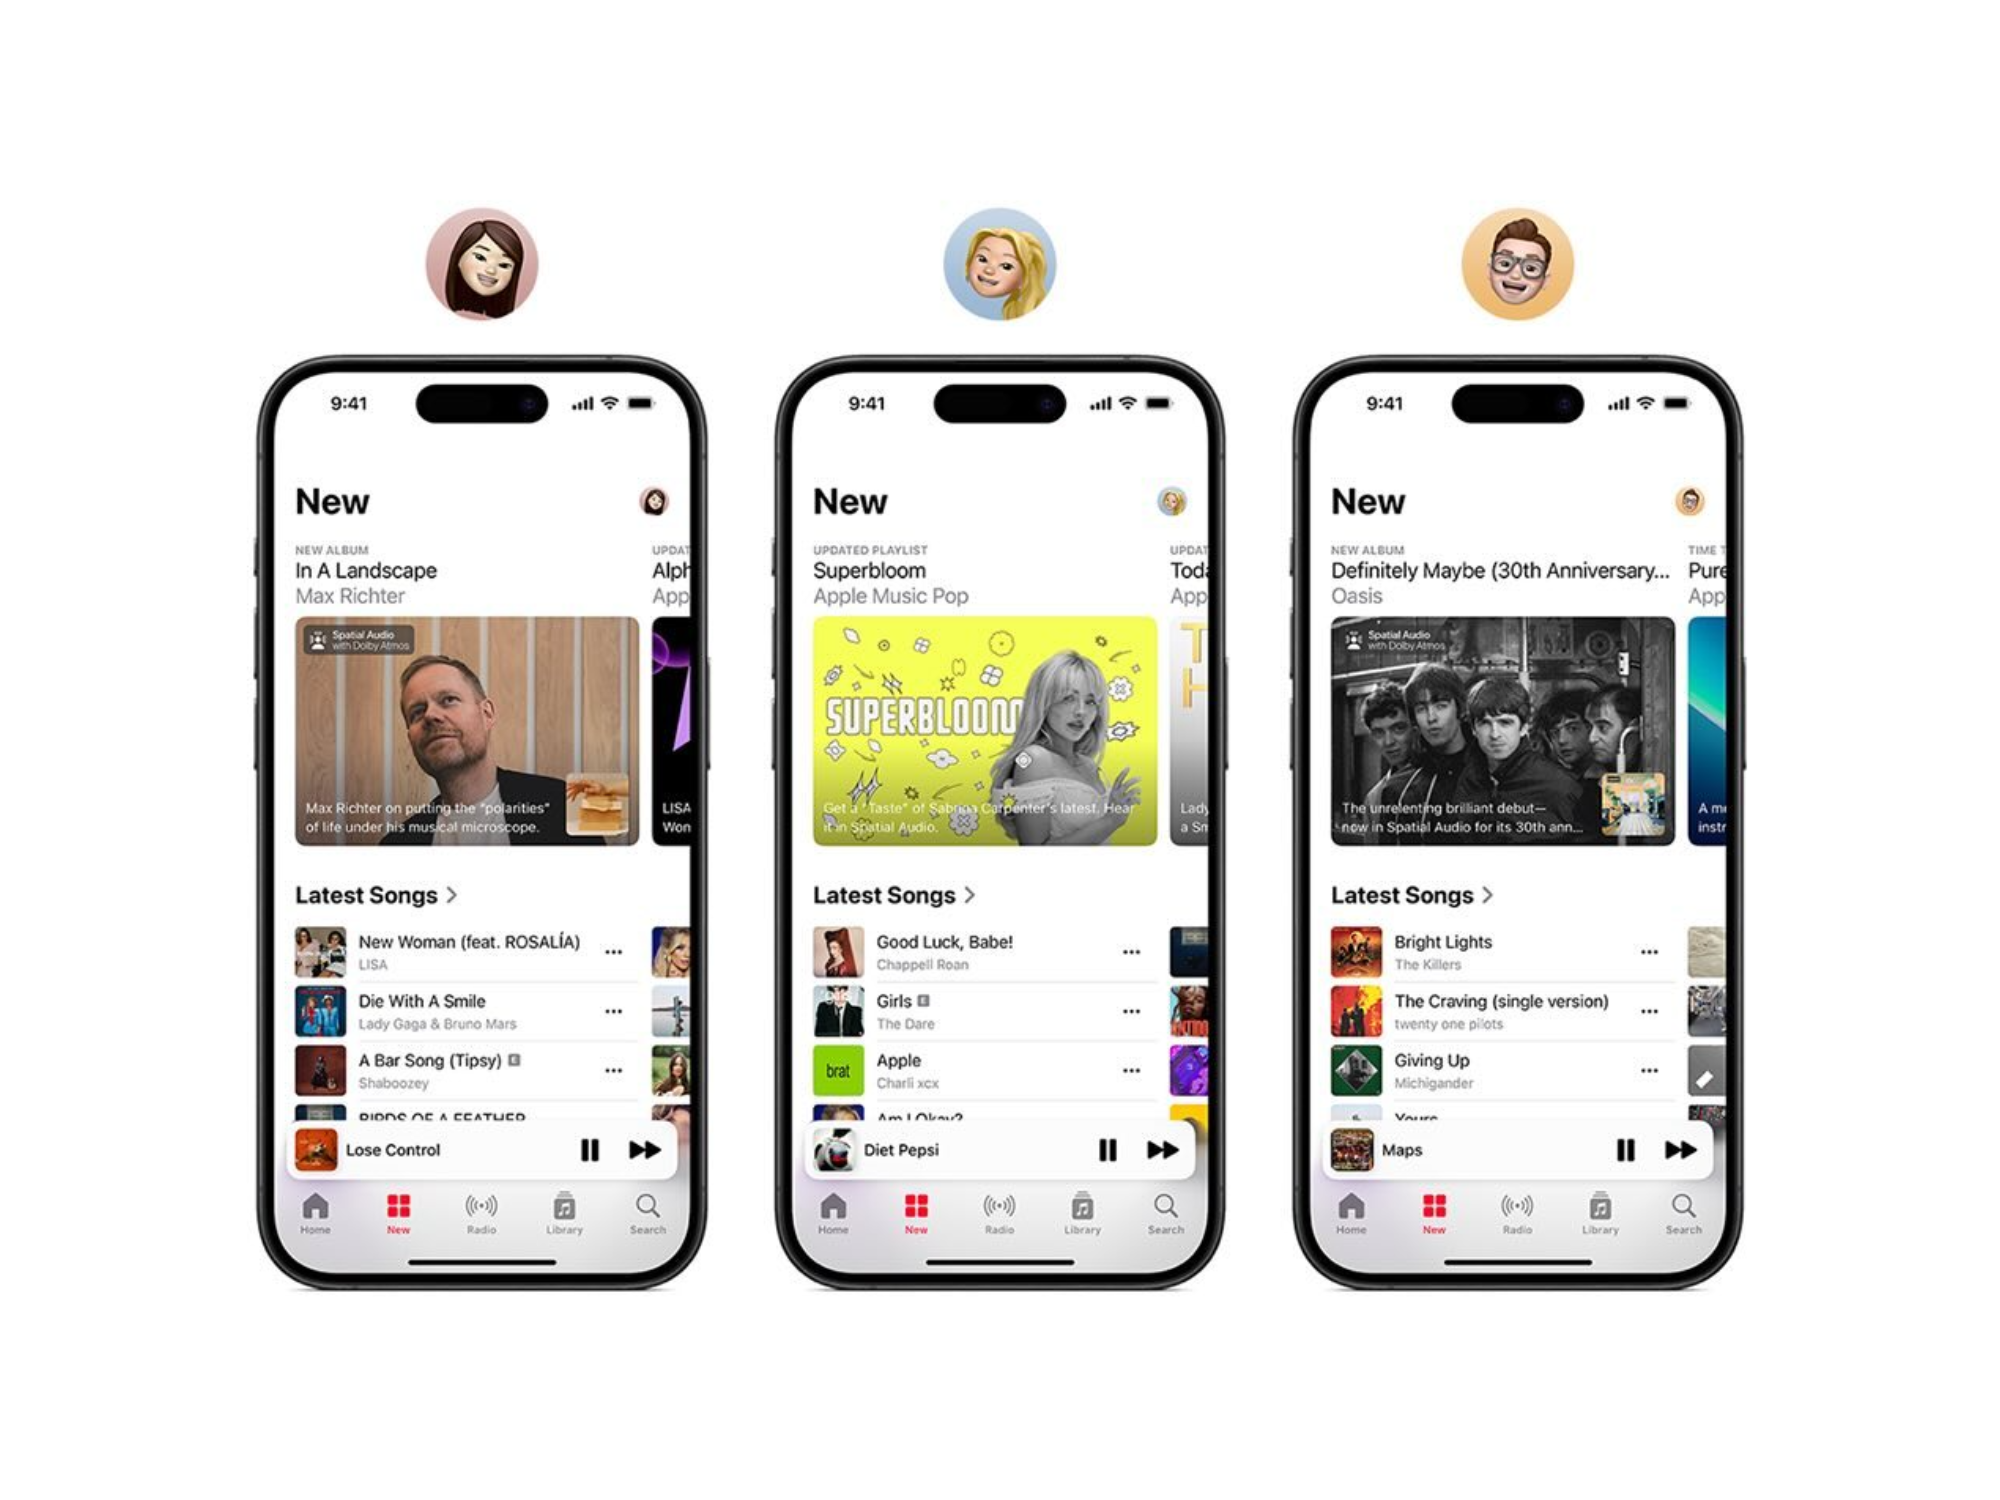 9:41
New
NEW ALBUM
In A Landscape
Max Richter
UPDAT
Alph
App
Spatial Audio
with Dolby Atmos
Max Richter on putting the "polarities"
of life under his musical microscope.
LISA
Won
Latest Songs >
New Woman (feat. ROSALÍA)
LISA
Die With A Smile
Lady Gaga & Bruno Mars
A Bar Song (Tipsy) E
Shaboozey
BIRDS OF A FEATHER
Lose Control
Home New Radio Library Search
9:41
New
UPDATED PLAYLIST
Superbloom
Apple Music Pop
UPDAT
Toda
App
SUPERBLOOM
T
H
Get a "Taste" of Sabrina Carpenter's latest. Hear
it in Spatial Audio.
Lady
a Sm
Latest Songs >
Good Luck, Babe!
Chappell Roan
Girls E
The Dare
brat
Apple
Charli xcx
Am I Okay?
Diet Pepsi
Home New Radio Library Search
9:41
New
NEW ALBUM
Definitely Maybe (30th Anniversary...
Oasis
TIME T
Pure
App
Spatial Audio
with Dolby Atmos
The unrelenting brilliant debut—
now in Spatial Audio for its 30th ann...
A m
instr
Latest Songs >
Bright Lights
The Killers
The Craving (single version)
twenty one pilots
Giving Up
Michigander
Yours
Maps
Home New Radio Library Search